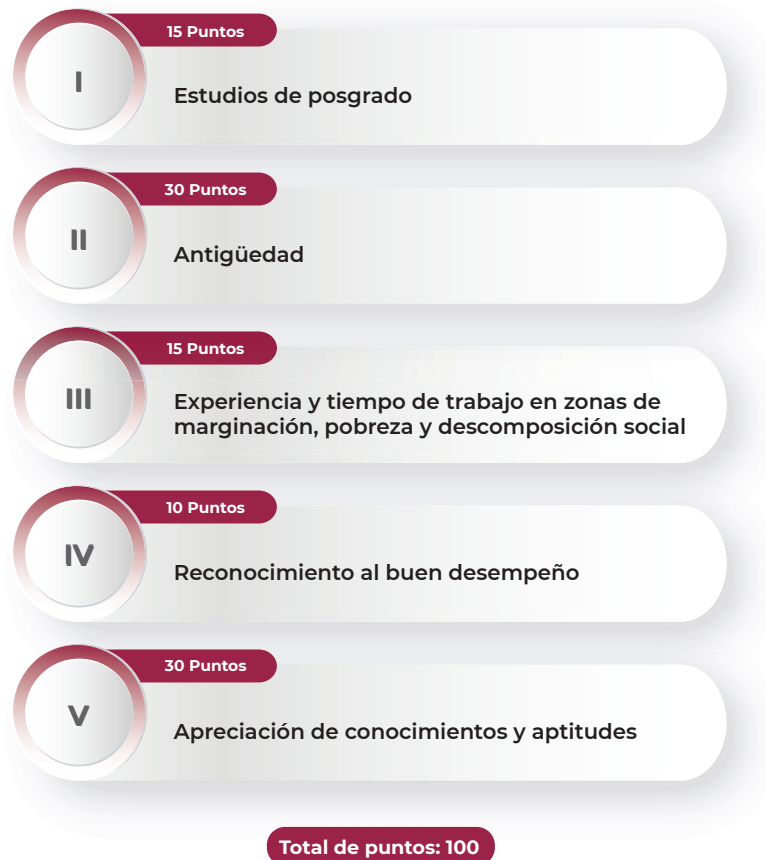 15 Puntos
I
Estudios de posgrado
30 Puntos
II
Antigüedad
15 Puntos
III
Experiencia y tiempo de trabajo en zonas de
marginación, pobreza y descomposición social
10 Puntos
IV
Reconocimiento al buen desempeño
30 Puntos
V
Apreciación de conocimientos y aptitudes
Total de puntos: 100